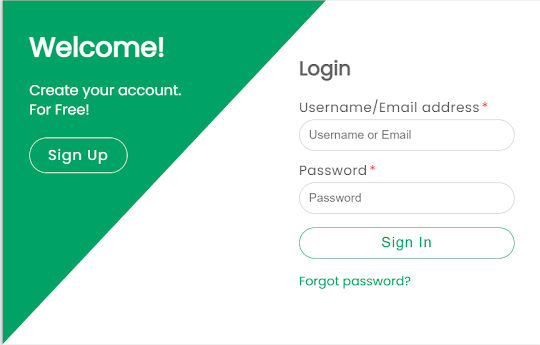 Welcome!
Create your account.
For Free!
Sign Up
Login
Username/Email address *
Username or Email
Password *
Password
Sign In
Forgot password?